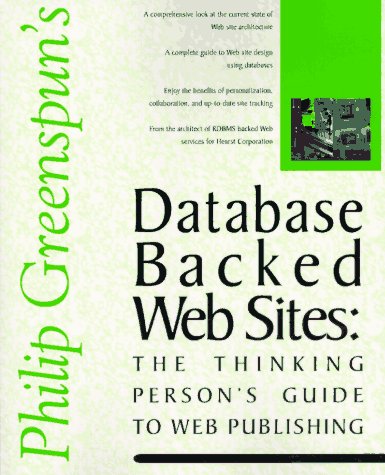 Philip Greenspun's
A comprehensive look at the current state of
Web site architecture
A complete guide to Web site design
using databases
Enjoy the benefits of personalization,
collaboration, and up-to-date site tracking
From the architect of RDBMS backed Web
services for Hearst Corporation
Database
Backed
Web Sites:
THE THINKING
PERSON'S GUIDE
TO WEB PUBLISHING